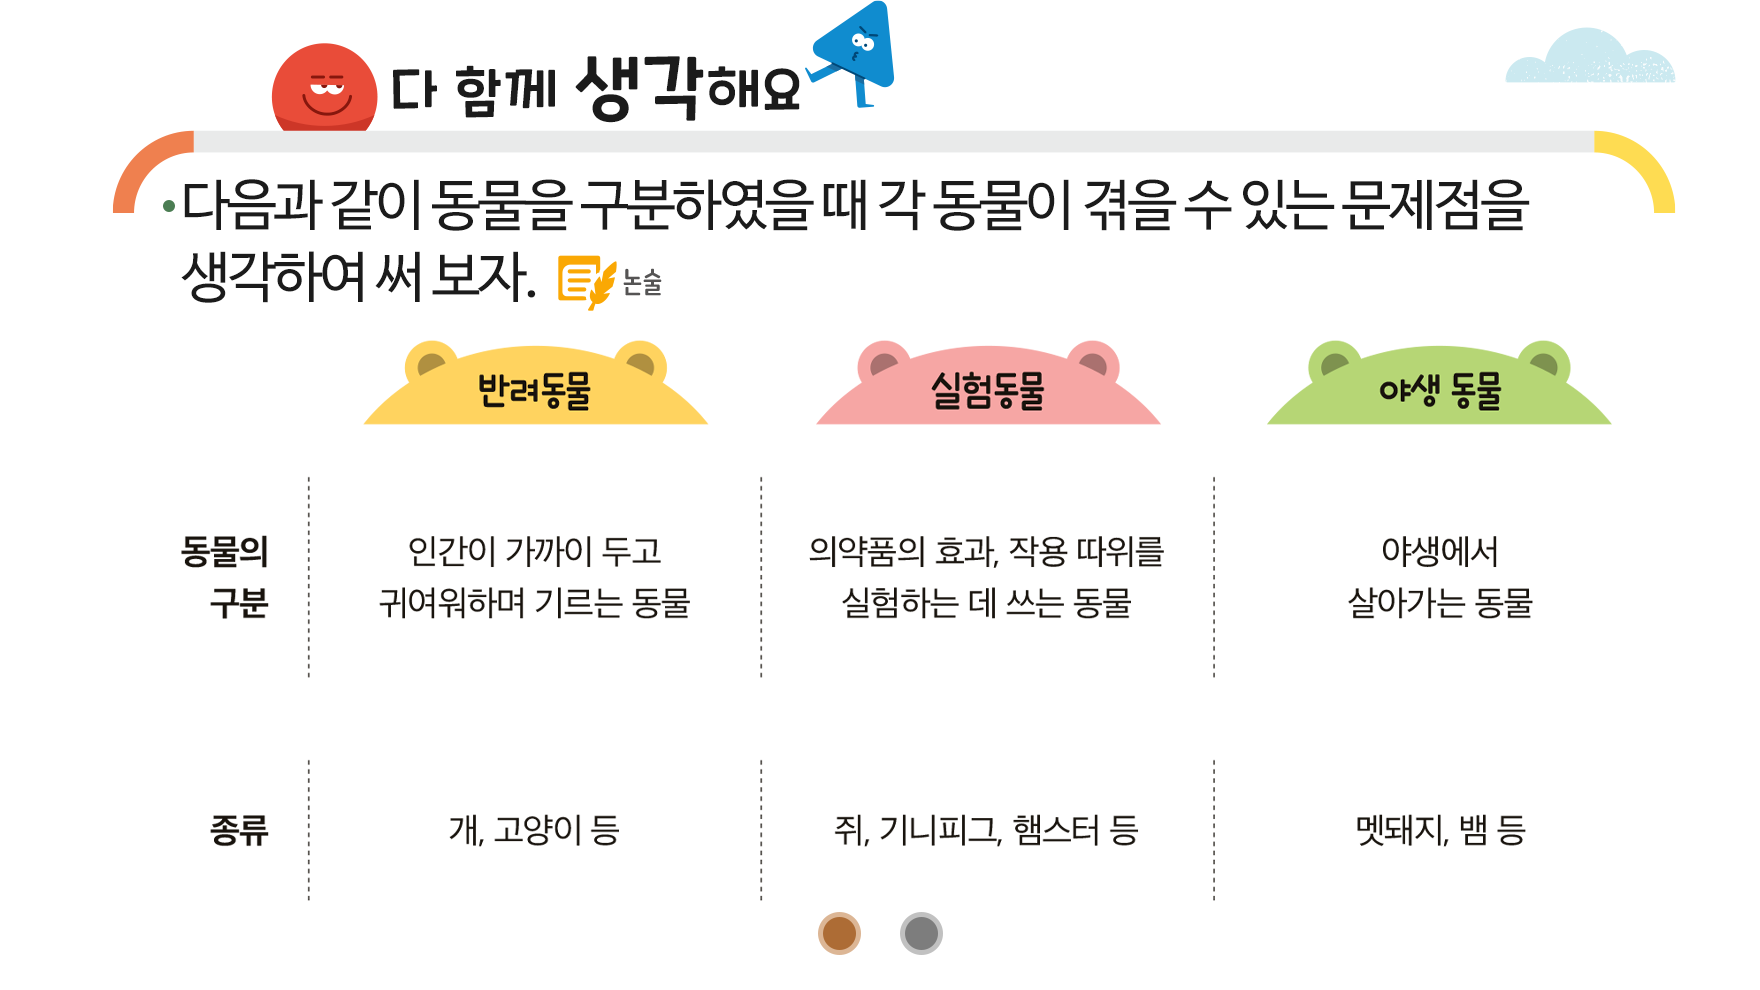 다 함께 생각해요
• 다음과 같이 동물을 구분하였을 때 각 동물이 겪을 수 있는 문제점을
생각하여 써 보자. 논술
반려동물 실험동물 야생 동물
동물의
구분
인간이 가까이 두고
귀여워하며 기르는 동물
의약품의 효과, 작용 따위를
실험하는 데 쓰는 동물
야생에서
살아가는 동물
종류
개, 고양이 등
쥐, 기니피그, 햄스터 등
멧돼지, 뱀 등